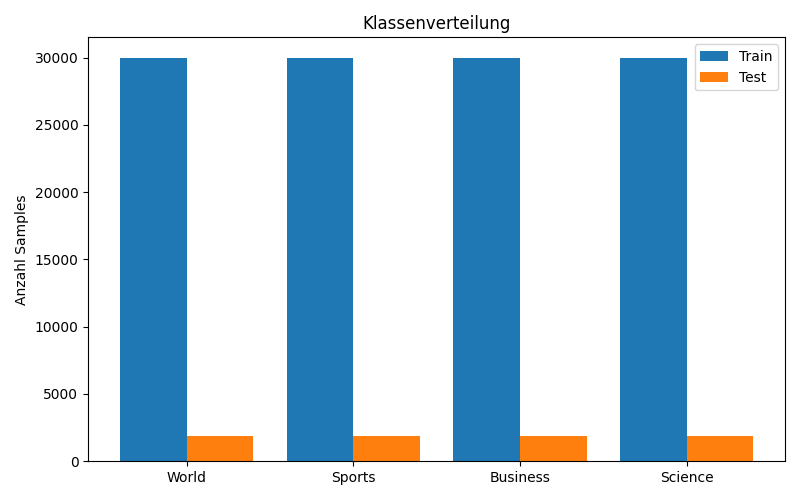 Klassenverteilung
Train
Test
Anzahl Samples
30000
25000
20000
15000
10000
5000
0
World Sports Business Science